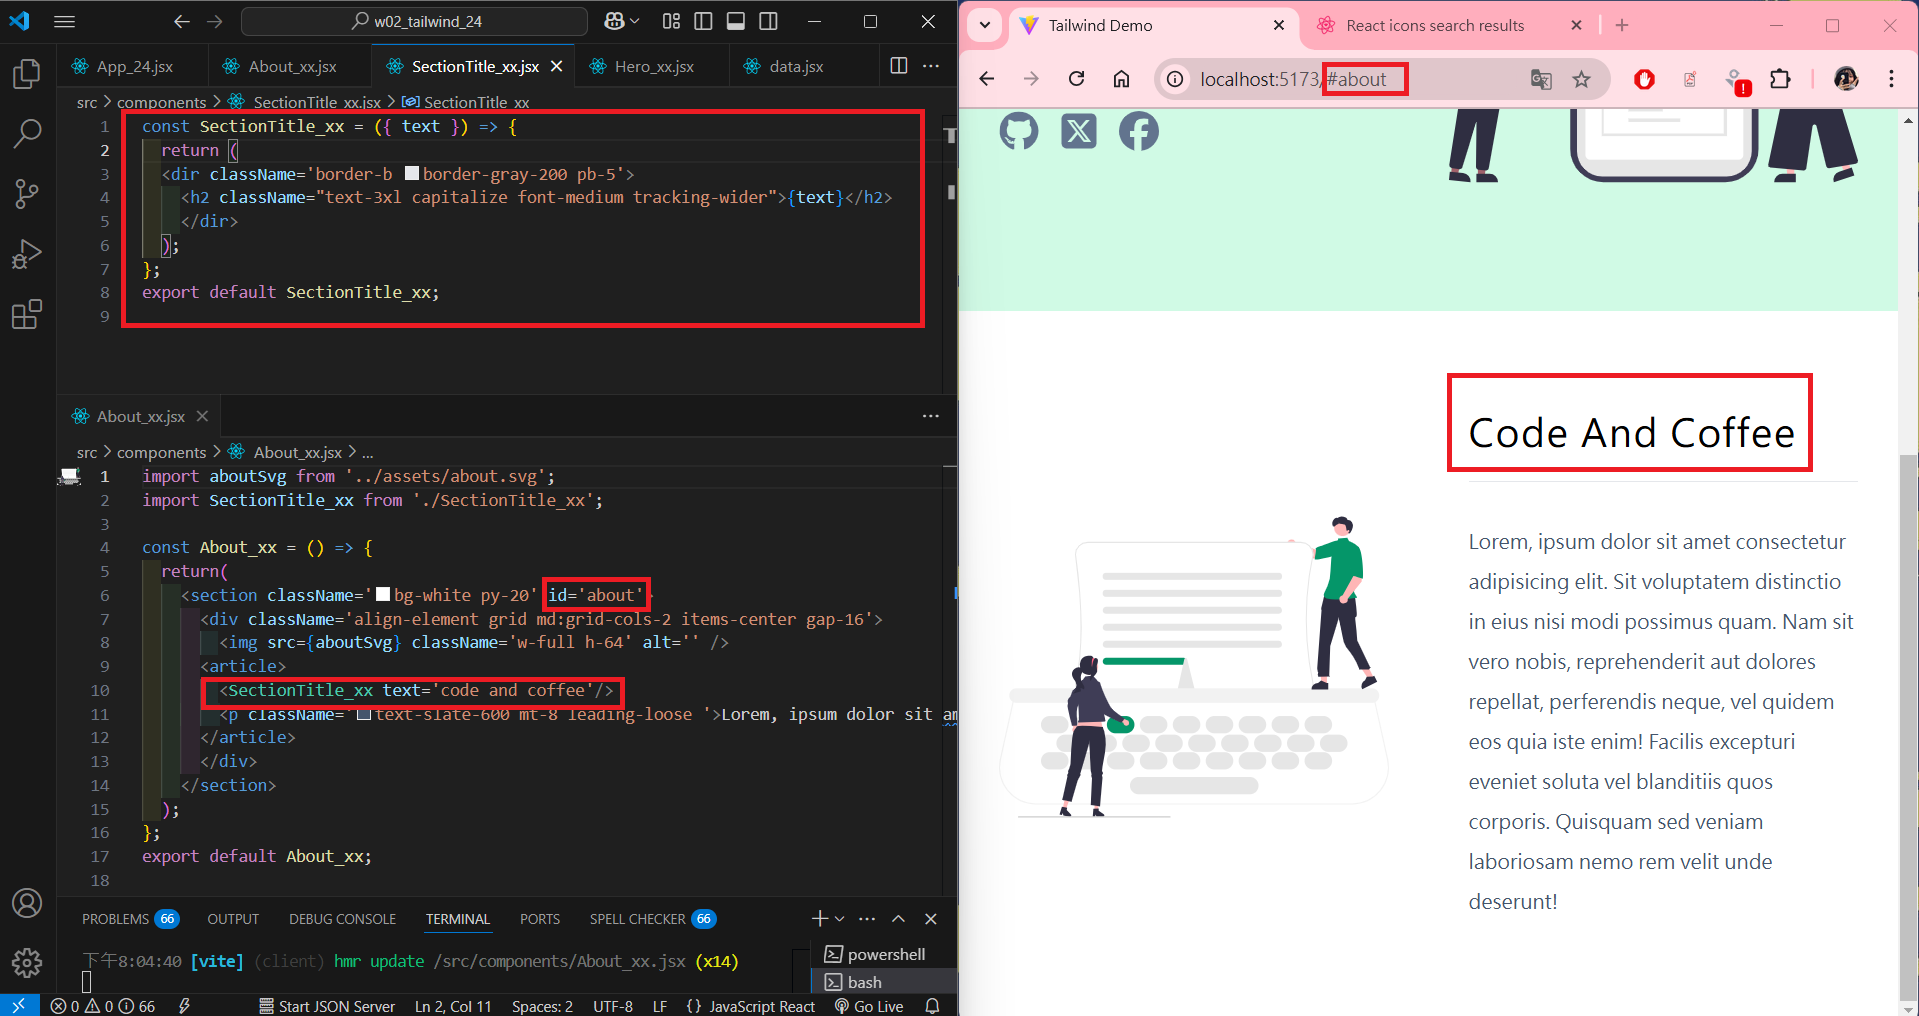 w02_tailwind_24
App_24.jsx
About_xx.jsx
SectionTitle_xx.jsx
Hero_xx.jsx
data.jsx
src > components > SectionTitle_xx.jsx > SectionTitle_xx
1 const SectionTitle_xx = ({ text }) => {
2 return (
3 <dir className='border-b border-gray-200 pb-5'>
4 <h2 className="text-3xl capitalize font-medium tracking-wider">{text}</h2>
5 </dir>
6 );
7 };
8 export default SectionTitle_xx;
9
About_xx.jsx
src > components > About_xx.jsx > ...
1 import aboutSvg from '../assets/about.svg';
2 import SectionTitle_xx from './SectionTitle_xx';
3
4 const About_xx = () => {
5 return(
6 <section className='bg-white py-20' id='about'>
7 <div className='align-element grid md:grid-cols-2 items-center gap-16'>
8 <img src={aboutSvg} className='w-full h-64' alt='' />
9 <article>
10 <SectionTitle_xx text='code and coffee'/>
11 <p className='text-slate-600 mt-8 leading-loose '>Lorem, ipsum dolor sit am
12 </article>
13 </div>
14 </section>
15 );
16 };
17 export default About_xx;
18
PROBLEMS 66 OUTPUT DEBUG CONSOLE TERMINAL PORTS SPELL CHECKER 66
下午8:04:40 [vite] (client) hmr update /src/components/About_xx.jsx (x14)
powershell
bash
0 0 66 Start JSON Server Ln 2, Col 11 Spaces: 2 UTF-8 LF {} JavaScript React Go Live
Tailwind Demo
React icons search results
localhost:5173/#about
Code And Coffee
Lorem, ipsum dolor sit amet consectetur
adipisicing elit. Sit voluptatem distinctio
in eius nisi modi possimus quam. Nam sit
vero nobis, reprehenderit aut dolores
repellat, perferendis neque, vel quidem
eos quia iste enim! Facilis excepturi
eveniet soluta vel blanditiis quos
corporis. Quisquam sed veniam
laboriosam nemo rem velit unde
deserunt!